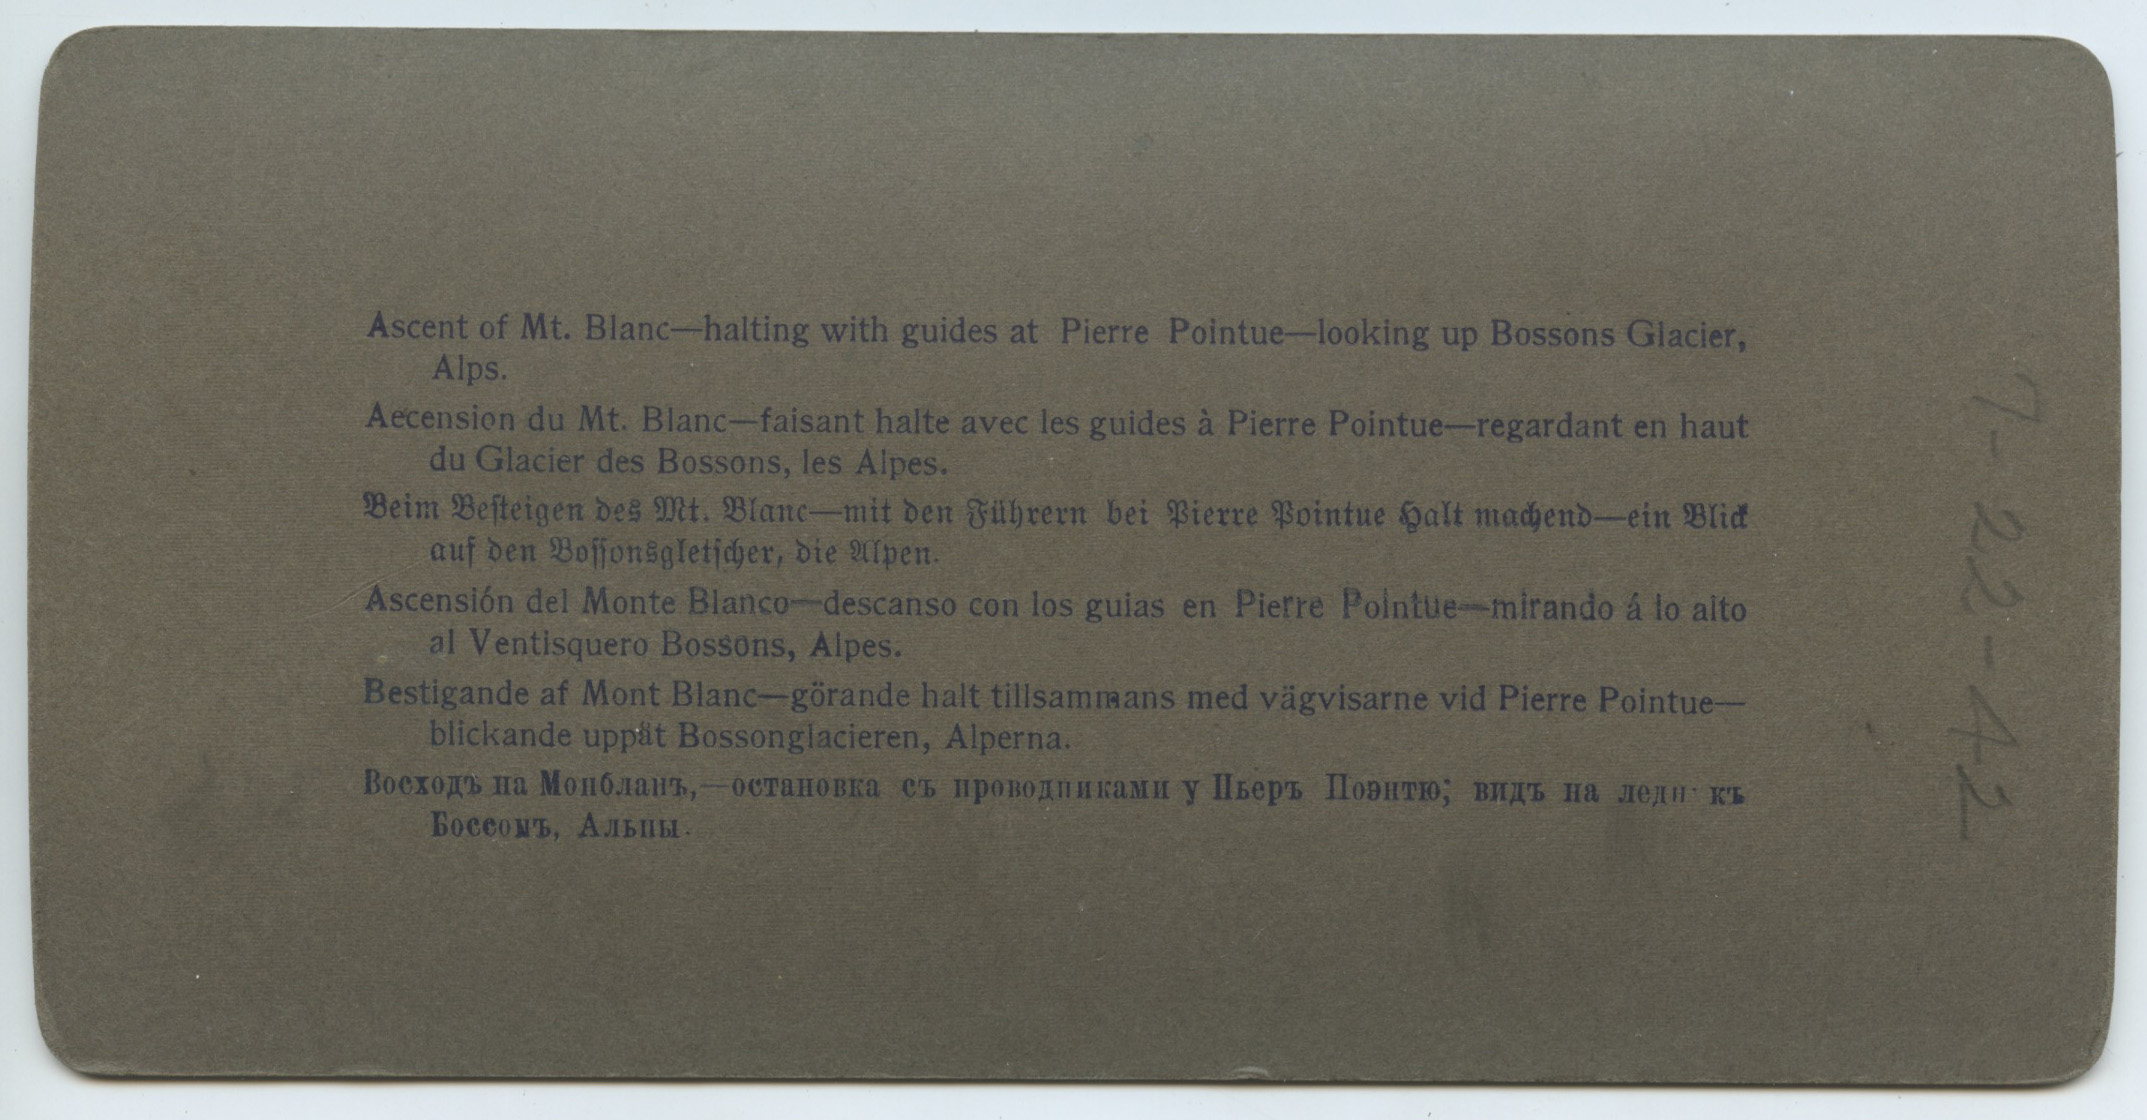 Ascent of Mt. Blanc—halting with guides at Pierre Pointue—looking up Bossons Glacier,
Alps.
Aecension du Mt. Blanc—faisant halte avec les guides à Pierre Pointue—regardant en haut
du Glacier des Bossons, les Alpes.
Beim Besteigen des Mt. Blanc—mit den Führern bei Pierre Pointue Halt machend—ein Blick
auf den Bossonsgletscher, die Alpen.
Ascensión del Monte Blanco—descanso con los guias en Pierre Pointue—mirando á lo alto
al Ventisquero Bossons, Alpes.
Bestigande af Mont Blanc—görande halt tillsammans med vägvisarne vid Pierre Pointue—
blickande uppät Bossonglacieren, Alperna.
Восходъ на Монбланъ,—остановка съ проводниками у Пьеръ Поэнтю; видъ на ледн къ
Боссонъ, Альпы.
7-22-42